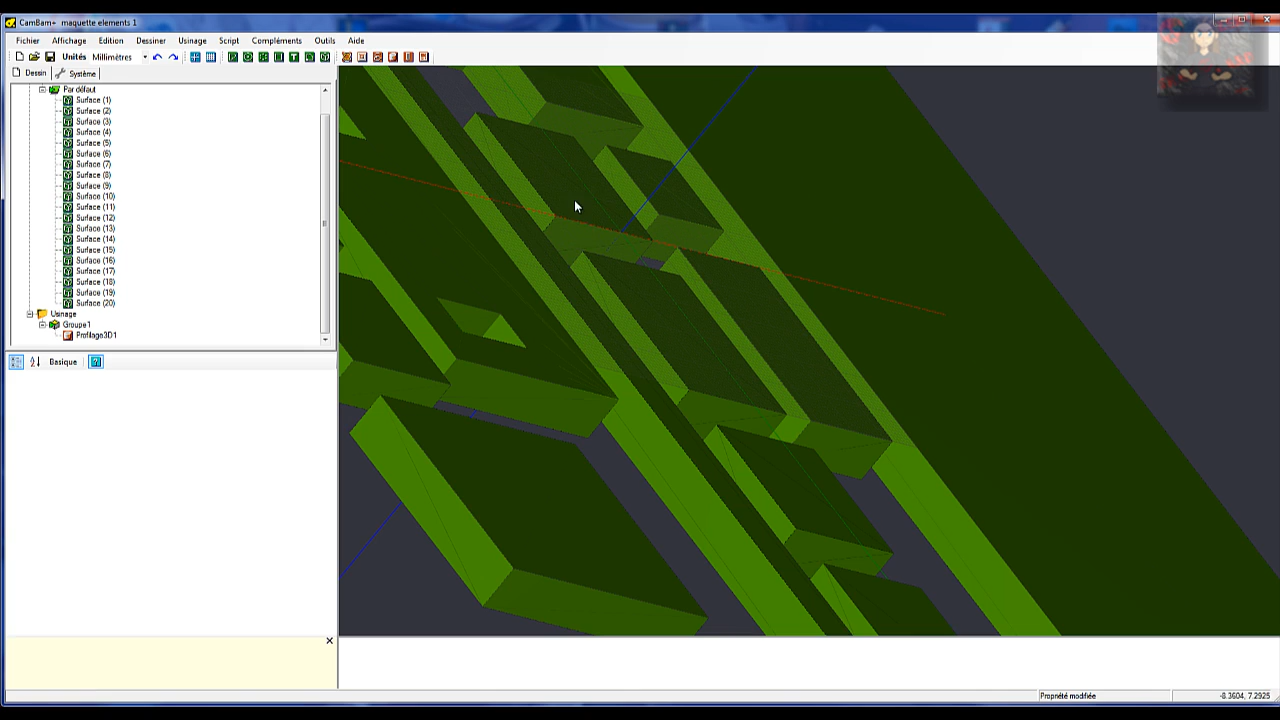 CamBam+ maquette elements 1
Fichier Affichage Edition Dessiner Usinage Script Compléments Outils Aide
Unités Millimètres
Dessin Système
Par défaut
Surface (1)
Surface (2)
Surface (3)
Surface (4)
Surface (5)
Surface (6)
Surface (7)
Surface (8)
Surface (9)
Surface (10)
Surface (11)
Surface (12)
Surface (13)
Surface (14)
Surface (15)
Surface (16)
Surface (17)
Surface (18)
Surface (19)
Surface (20)
Usinage
Groupe1
Profilage3D1
Basique
Propriété modifiée -8.3604, 7.2925